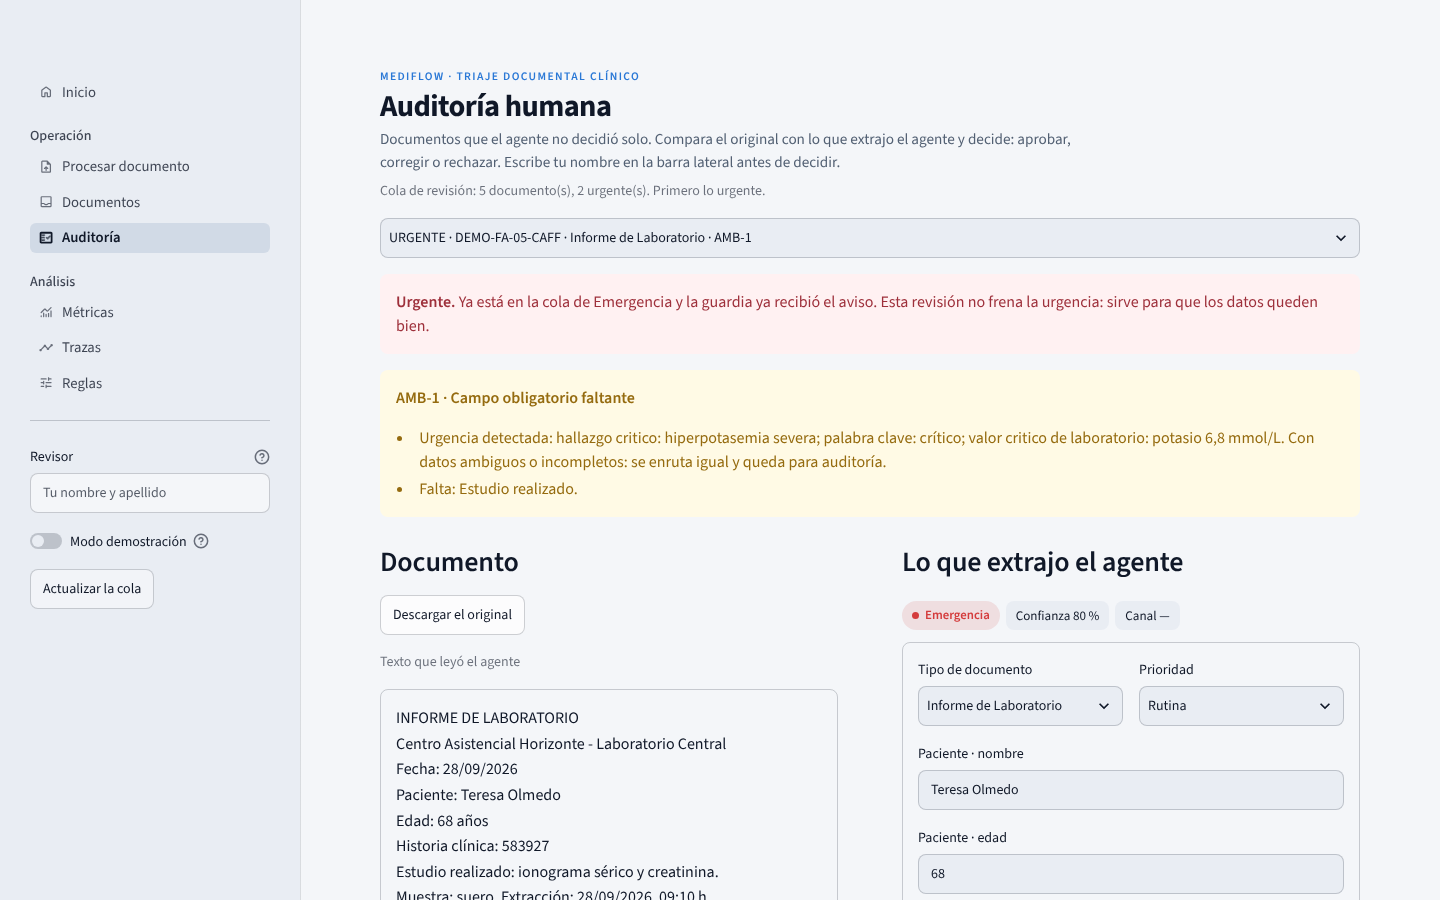 Inicio
Operación
Procesar documento
Documentos
Auditoría
Análisis
Métricas
Trazas
Reglas
Revisor
Tu nombre y apellido
Modo demostración
Actualizar la cola
MEDIFLOW · TRIAJE DOCUMENTAL CLÍNICO
Auditoría humana
Documentos que el agente no decidió solo. Compara el original con lo que extrajo el agente y decide: aprobar,
corregir o rechazar. Escribe tu nombre en la barra lateral antes de decidir.
Cola de revisión: 5 documento(s), 2 urgente(s). Primero lo urgente.
URGENTE · DEMO-FA-05-CAFF · Informe de Laboratorio · AMB-1
Urgente. Ya está en la cola de Emergencia y la guardia ya recibió el aviso. Esta revisión no frena la urgencia: sirve para que los datos queden
bien.
AMB-1 · Campo obligatorio faltante
• Urgencia detectada: hallazgo critico: hiperpotasemia severa; palabra clave: crítico; valor critico de laboratorio: potasio 6,8 mmol/L. Con
datos ambiguos o incompletos: se enruta igual y queda para auditoría.
• Falta: Estudio realizado.
Documento
Descargar el original
Texto que leyó el agente
INFORME DE LABORATORIO
Centro Asistencial Horizonte - Laboratorio Central
Fecha: 28/09/2026
Paciente: Teresa Olmedo
Edad: 68 años
Historia clínica: 583927
Estudio realizado: ionograma sérico y creatinina.
Muestra: suero. Extracción: 28/09/2026, 09:10 h.
Lo que extrajo el agente
Emergencia
Confianza 80 %
Canal —
Tipo de documento
Prioridad
Informe de Laboratorio
Rutina
Paciente · nombre
Teresa Olmedo
Paciente · edad
68